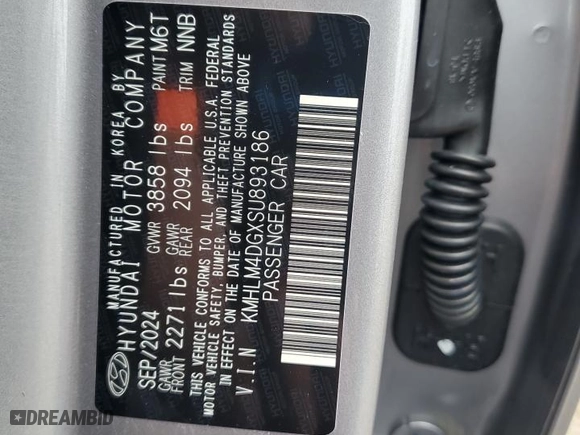 MANUFACTURED IN KOREA BY
HYUNDAI MOTOR COMPANY
SEP/2024 GVWR 3858 lbs PAINT M6T
GAWR FRONT 2271 lbs GAWR REAR 2094 lbs TRIM NNB
THIS VEHICLE CONFORMS TO ALL APPLICABLE U.S.A. FEDERAL
MOTOR VEHICLE SAFETY, BUMPER, AND THEFT PREVENTION STANDARDS
IN EFFECT ON THE DATE OF MANUFACTURE SHOWN ABOVE
V.I.N KMHLM4DGXSU893186
PASSENGER CAR
DREAMBID